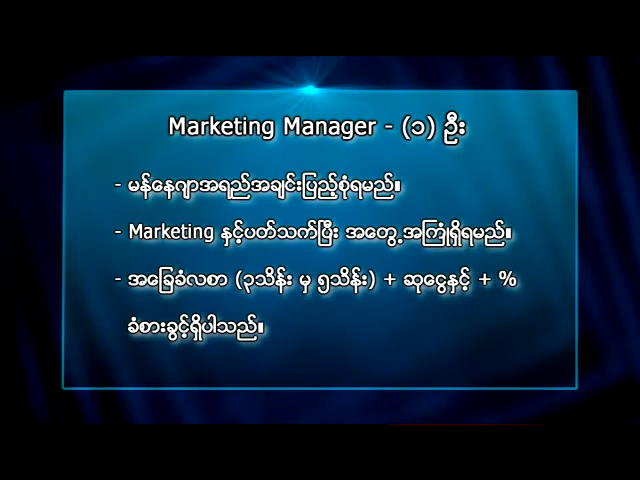 Marketing Manager - (၁) ဦး
- မန်နေဂျာအရည်အချင်းပြည့်စုံရမည်။
- Marketing နှင့်ပတ်သက်ပြီး အတွေ့အကြုံရှိရမည်။
- အခြေခံလစာ (၃သိန်း မှ ၅သိန်း) + ဆုငွေနှင့် + %
ခံစားခွင့်ရှိပါသည်။